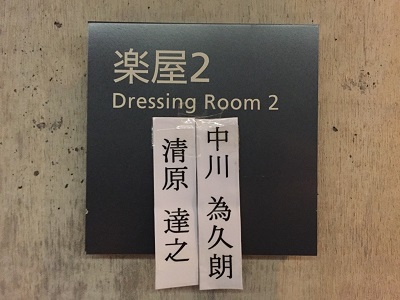 楽屋2
Dressing Room 2
中川 為久朗
清原 達之